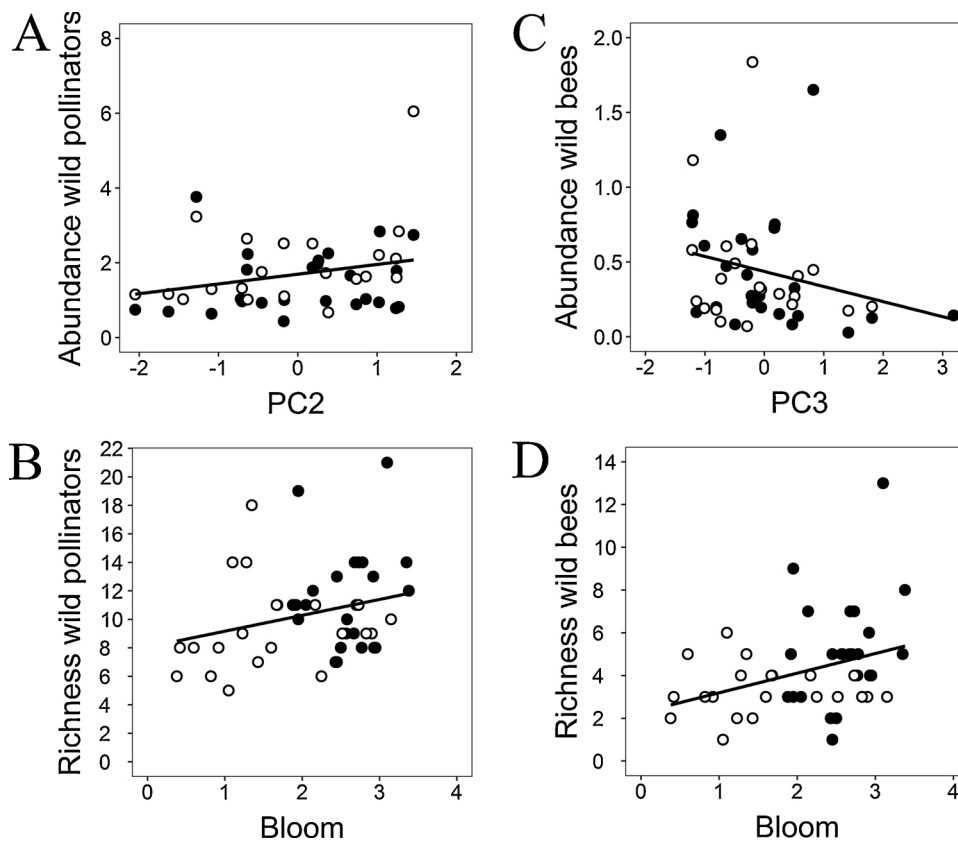 A
Abundance wild pollinators
8
6
4
2
0
-2 -1 0 1 2
PC2
C
Abundance wild bees
2.0
1.5
1.0
0.5
0.0
-2 -1 0 1 2 3
PC3
B
Richness wild pollinators
22
20
18
16
14
12
10
8
6
4
2
0
0 1 2 3 4
Bloom
D
Richness wild bees
14
12
10
8
6
4
2
0
0 1 2 3 4
Bloom